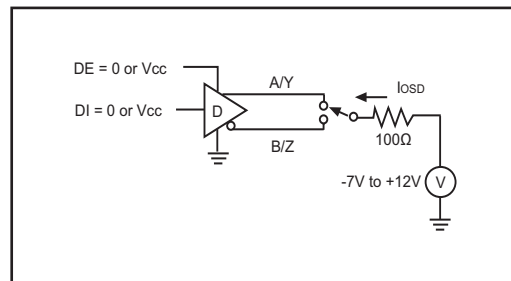 DE = 0 or Vcc
A/Y
IOSD
DI = 0 or Vcc
D
100Ω
B/Z
-7V to +12V
V